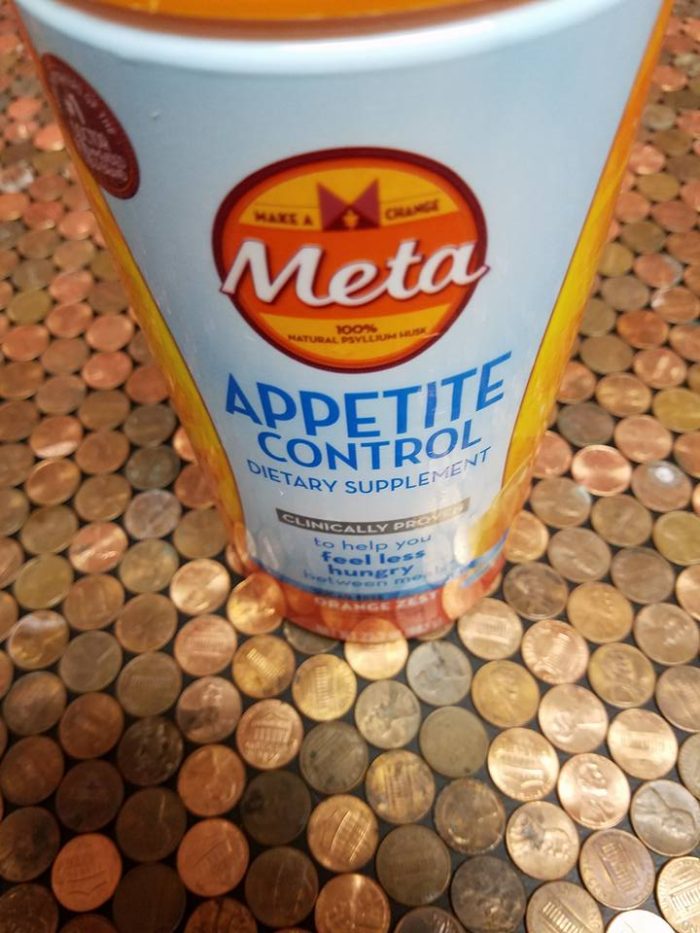 MAKE A CHANGE
Meta
100%
NATURAL PSYLLIUM HUSK
APPETITE
CONTROL
DIETARY SUPPLEMENT
CLINICALLY PROVEN
to help you
feel less
hungry
between
ORANGE ZEST